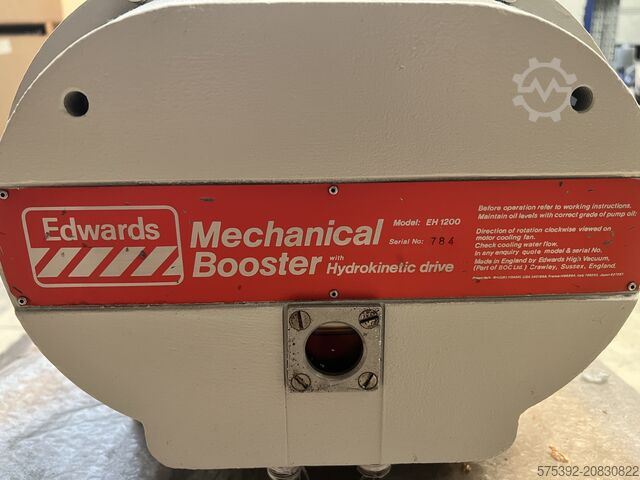 Edwards
Mechanical
Booster with Hydrokinetic drive
Model: EH 1200
Serial No: 784
Before operation refer to working instructions.
Maintain oil levels with correct grade of pump oil.
Direction of rotation clockwise viewed on
motor cooling fan.
Check cooling water flow.
In any enquiry quote model & serial No.
Made in England by Edwards High Vacuum,
(Part of BOC Ltd.) Crawley, Sussex, England.
575392-20830822